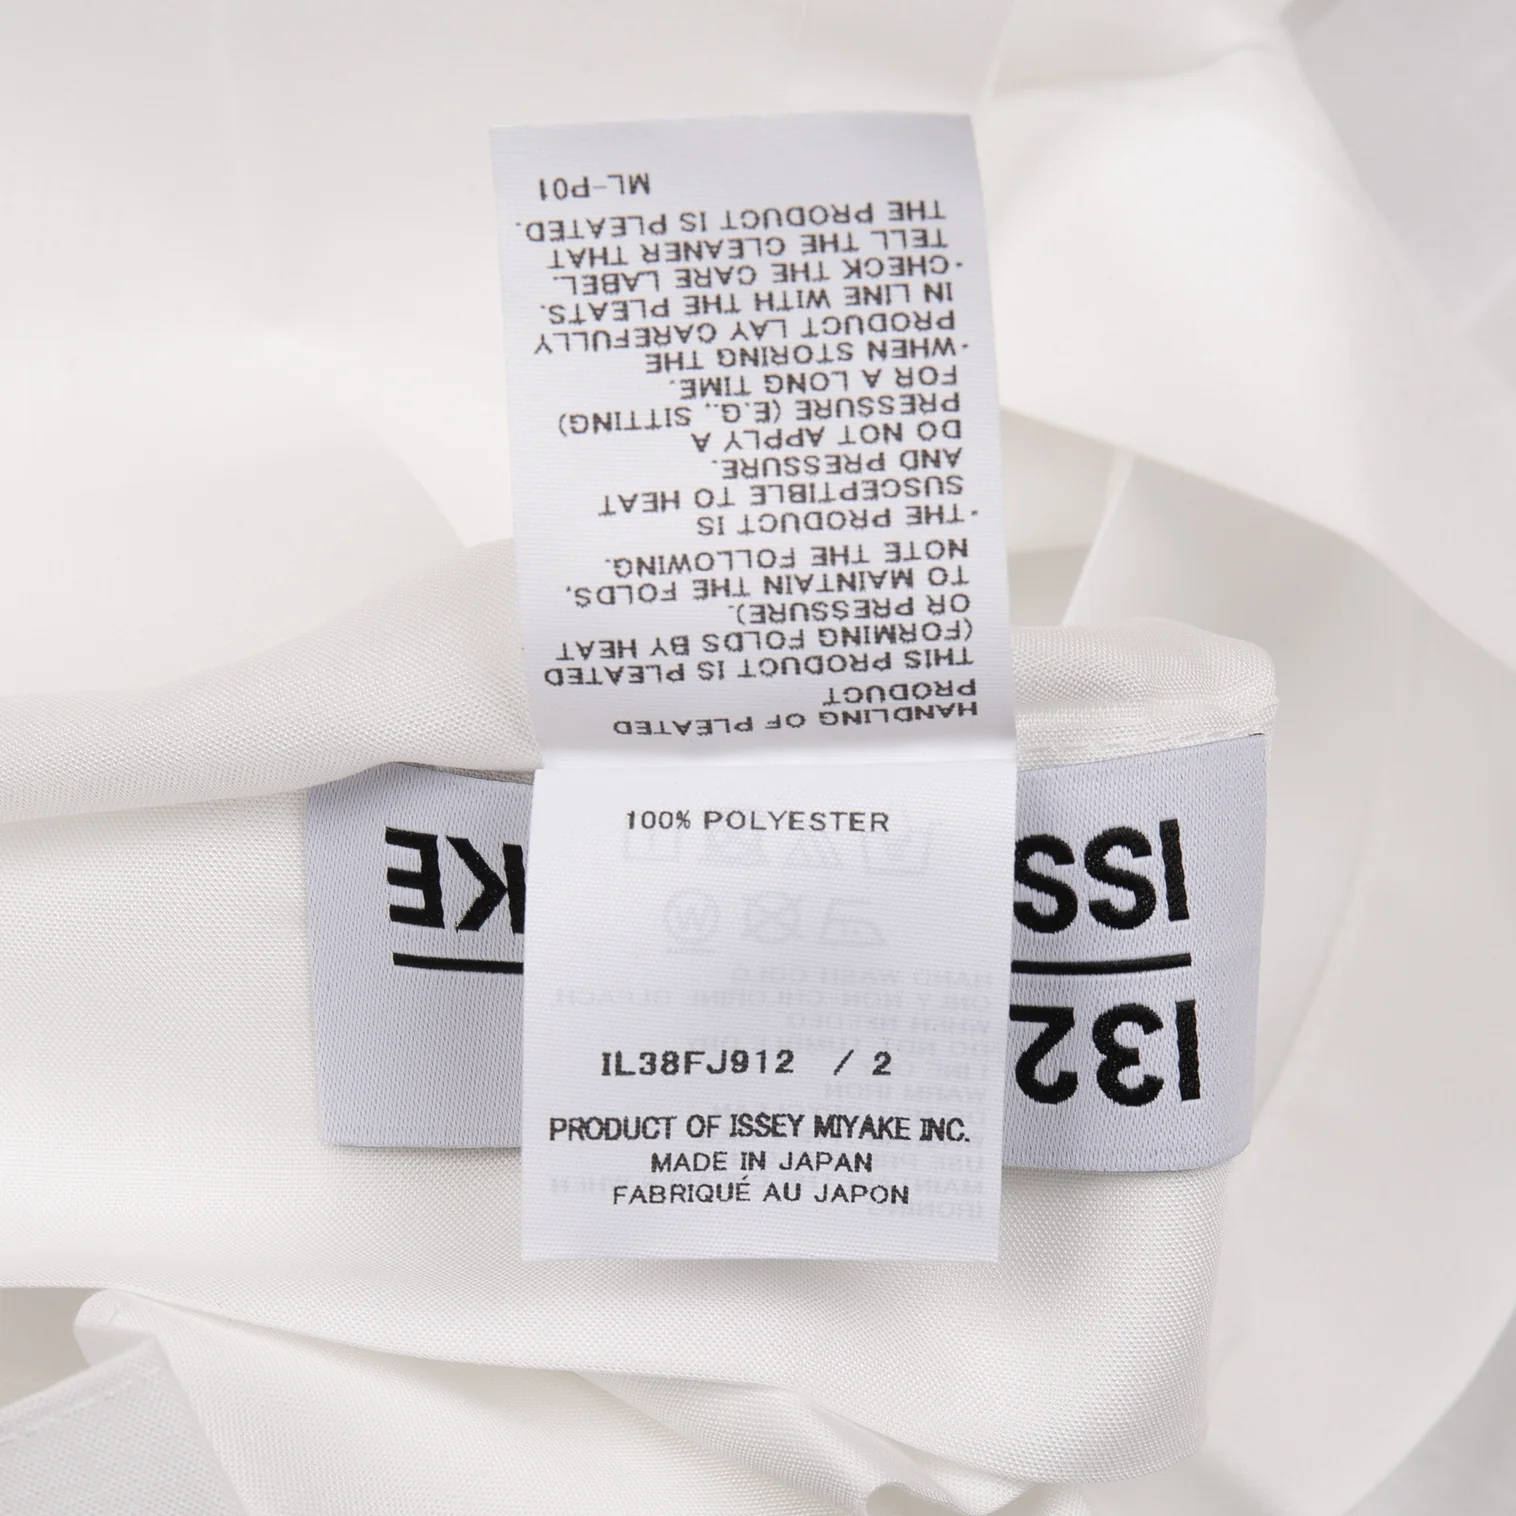 HANDLING OF PLEATED
PRODUCT
THIS PRODUCT IS PLEATED
(FORMING FOLDS BY HEAT
OR PRESSURE).
TO MAINTAIN THE FOLDS,
NOTE THE FOLLOWING.
·THE PRODUCT IS
SUSCEPTIBLE TO HEAT
AND PRESSURE.
DO NOT APPLY A
PRESSURE (E.G., SITTING)
FOR A LONG TIME.
·WHEN STORING THE
PRODUCT LAY CAREFULLY
IN LINE WITH THE PLEATS.
·CHECK THE CARE LABEL.
TELL THE CLEANER THAT
THE PRODUCT IS PLEATED.
ML-P01
100% POLYESTER
IL38FJ912 / 2
PRODUCT OF ISSEY MIYAKE INC.
MADE IN JAPAN
FABRIQUÉ AU JAPON
132
ISS KE